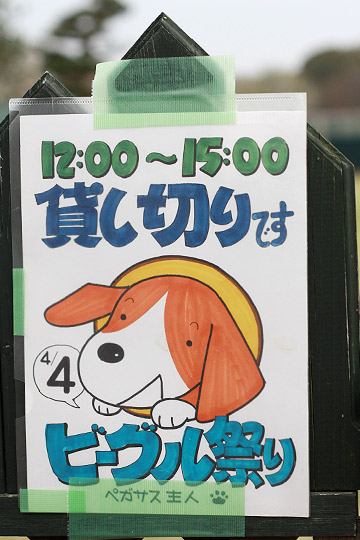 12:00～15:00
貸し切りです
4/4
ビーグル祭り
ペガサス主人